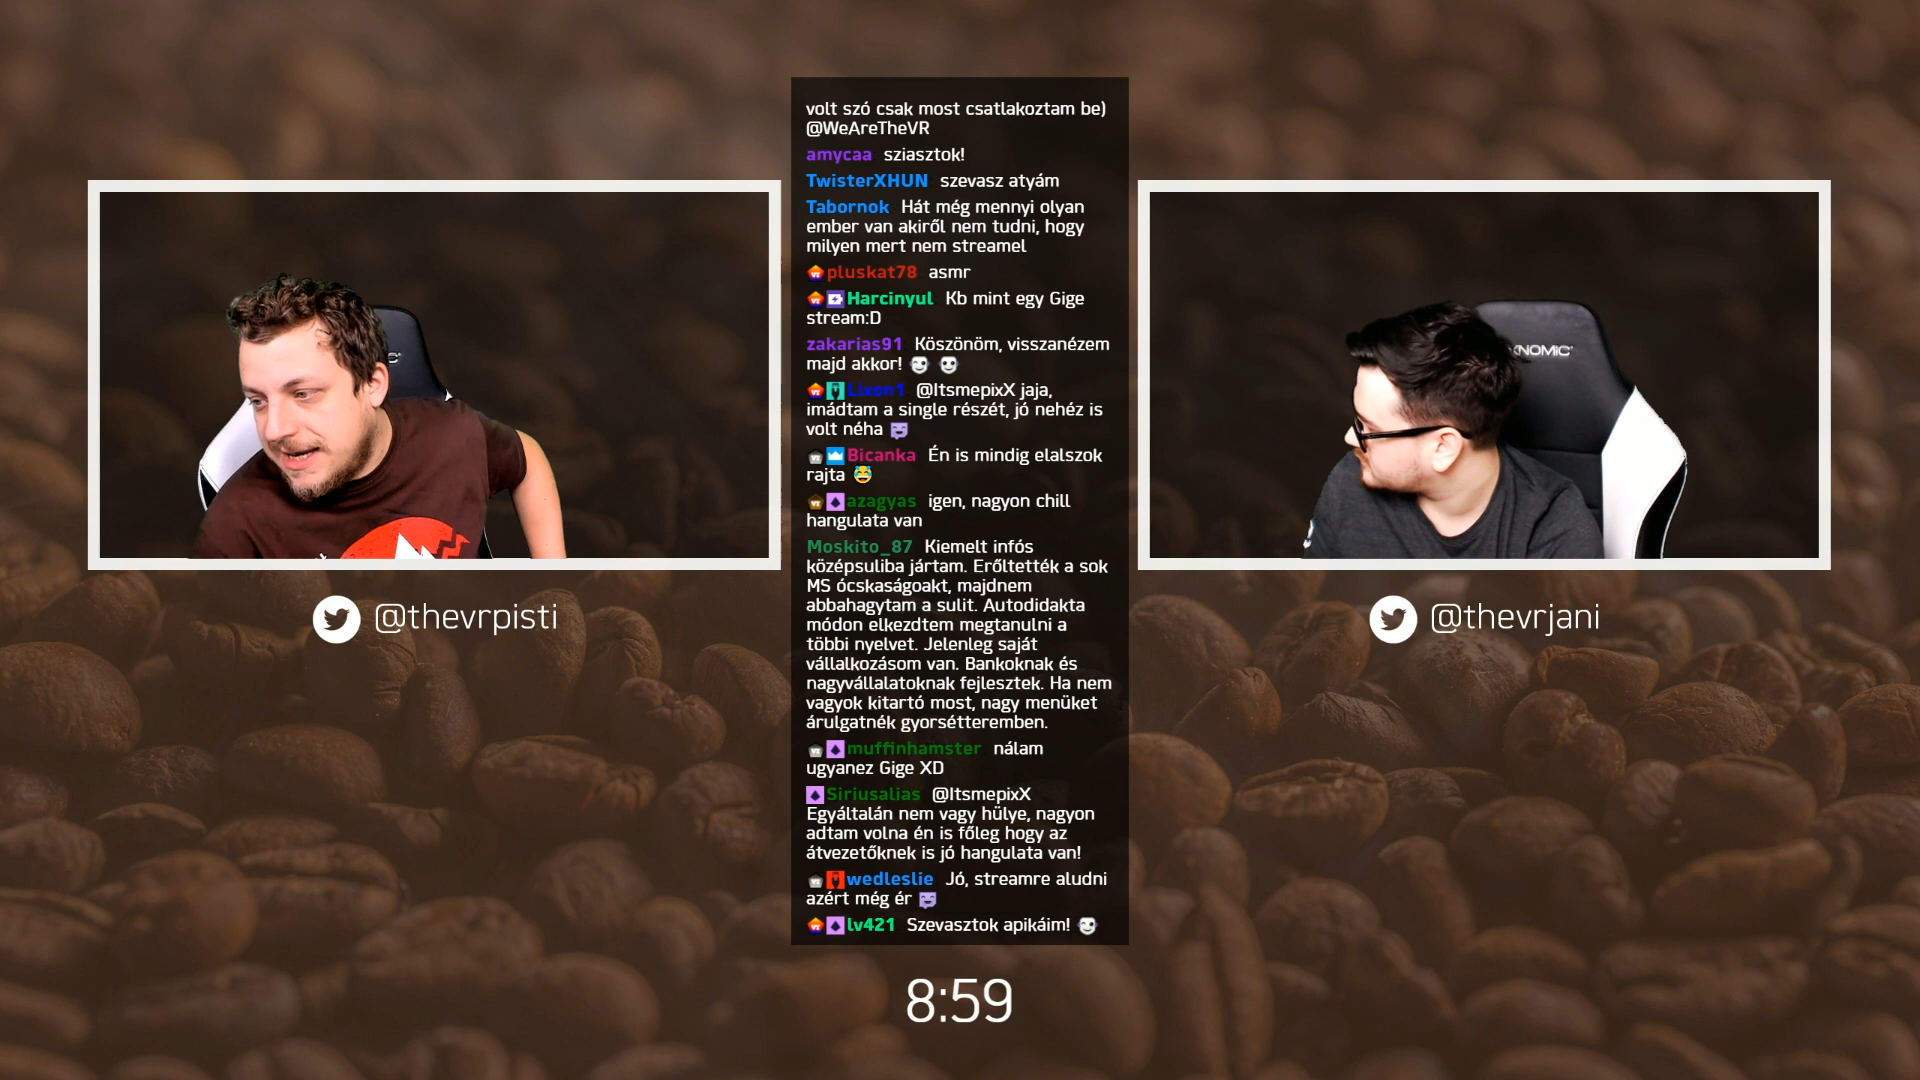 volt szó csak most csatlakoztam be)
@WeAreTheVR
amycaa sziasztok!
TwisterXHUN szevasz atyám
Tabornok Hát még mennyi olyan
ember van akiről nem tudni, hogy
milyen mert nem streamel
pluskat78 asmr
Harcinyul Kb mint egy Gige
stream:D
zakarias91 Köszönöm, visszanézem
majd akkor!
Lixon1 @ItsmepixX jaja,
imádtam a single részét, jó nehéz is
volt néha
Bicanka Én is mindig elalszok
rajta
azagyas igen, nagyon chill
hangulata van
Moskito_87 Kiemelt infós
középsuliba jártam. Erőltették a sok
MS ócskaságoakt, majdnem
abbahagytam a sulit. Autodidakta
módon elkezdtem megtanulni a
többi nyelvet. Jelenleg saját
vállalkozásom van. Bankoknak és
nagyvállalatoknak fejlesztek. Ha nem
vagyok kitartó most, nagy menüket
árulgatnék gyorsétteremben.
muffinhamster nálam
ugyanez Gige XD
Siriusalias @ItsmepixX
Egyáltalán nem vagy hülye, nagyon
adtam volna én is főleg hogy az
átvezetőknek is jó hangulata van!
wedleslie Jó, streamre aludni
azért még ér
lv421 Szevasztok apikáim!
@thevrpisti
@thevrjani
8:59